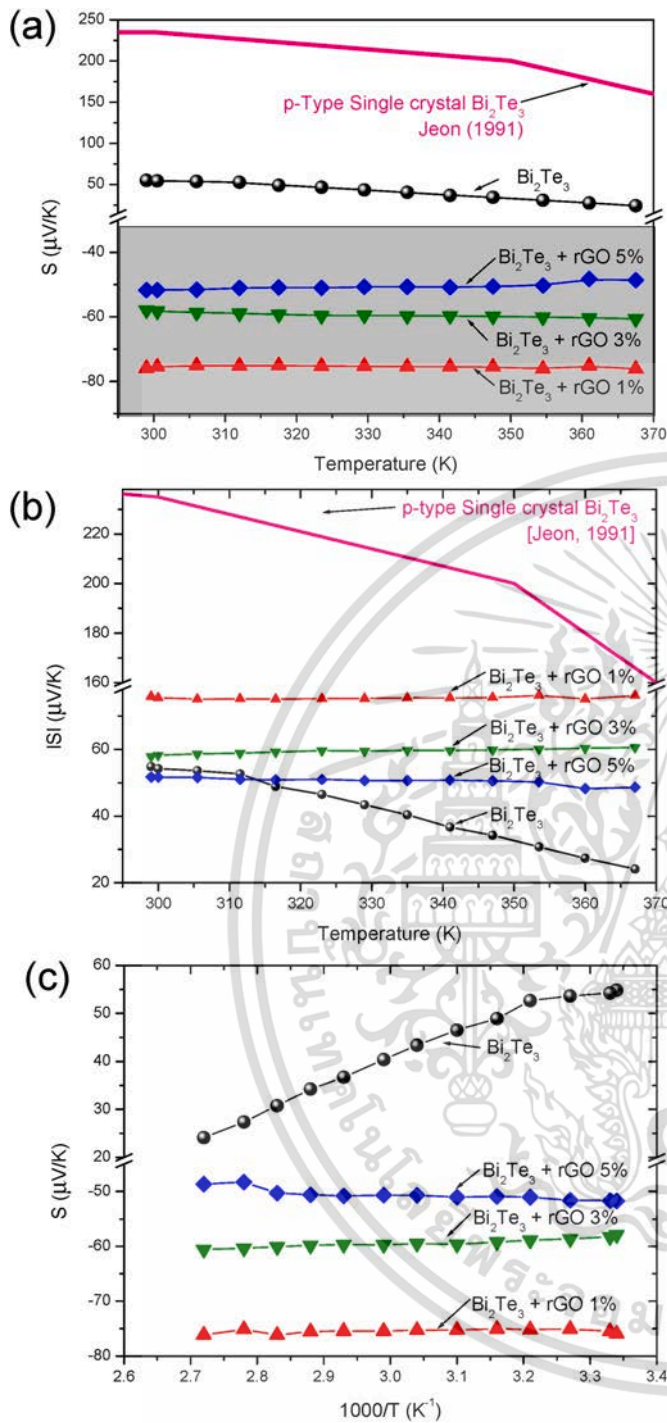 (a)
250
200
150
100
50
-40
-60
-80
S (μV/K)
p-Type Single crystal Bi₂Te₃
Jeon (1991)
Bi₂Te₃
Bi₂Te₃ + rGO 5%
Bi₂Te₃ + rGO 3%
Bi₂Te₃ + rGO 1%
300 310 320 330 340 350 360 370
Temperature (K)
(b)
220
200
180
160
60
40
20
ISI (μV/K)
p-type Single crystal Bi₂Te₃
[Jeon, 1991]
Bi₂Te₃ + rGO 1%
Bi₂Te₃ + rGO 3%
Bi₂Te₃ + rGO 5%
Bi₂Te₃
300 310 320 330 340 350 360 370
Temperature (K)
(c)
60
50
40
30
20
-50
-60
-70
-80
S (μV/K)
Bi₂Te₃
Bi₂Te₃ + rGO 5%
Bi₂Te₃ + rGO 3%
Bi₂Te₃ + rGO 1%
2.6 2.7 2.8 2.9 3.0 3.1 3.2 3.3 3.4
1000/T (K⁻¹)